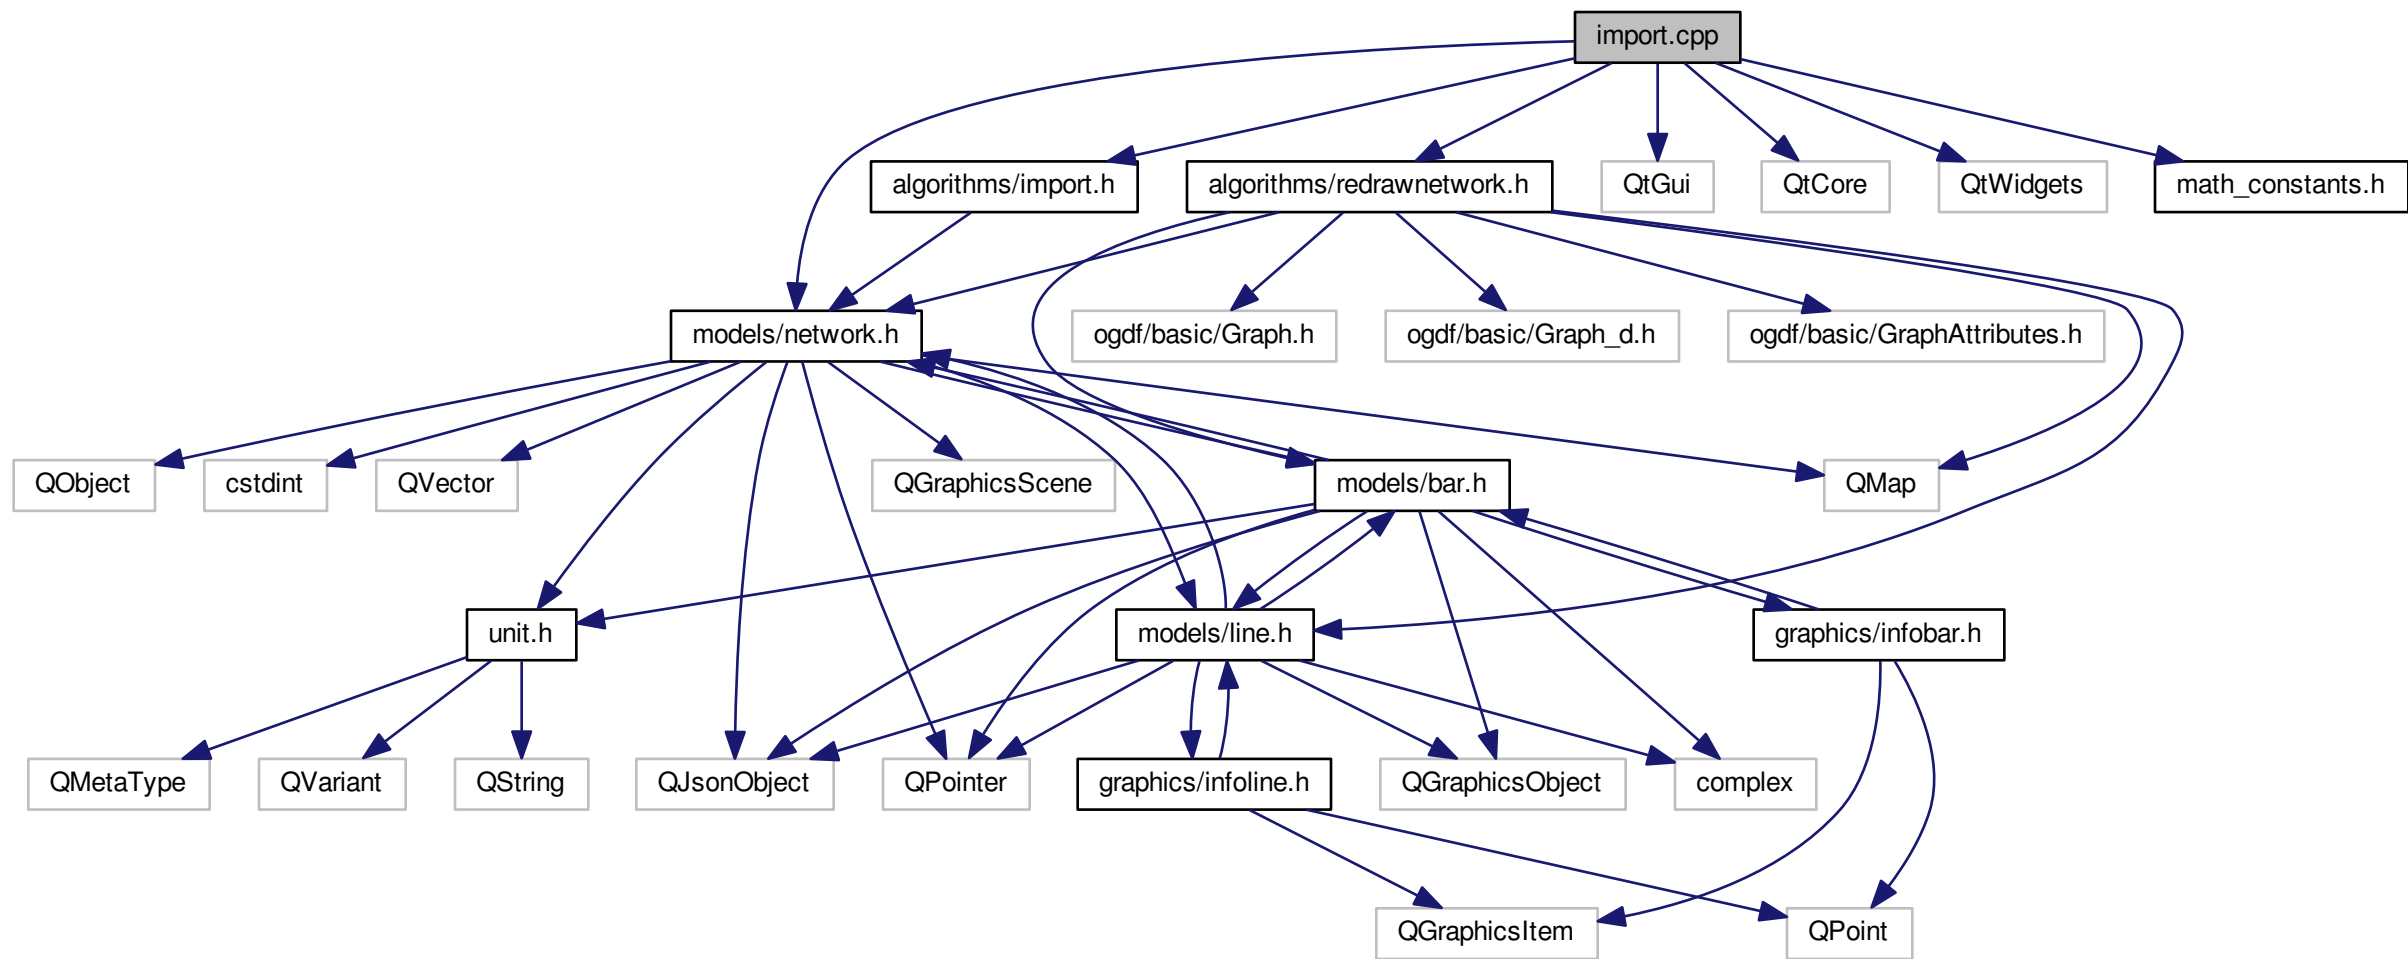 import.cpp
algorithms/import.h
algorithms/redrawnetwork.h
QtGui
QtCore
QtWidgets
math_constants.h
models/network.h
ogdf/basic/Graph.h
ogdf/basic/Graph_d.h
ogdf/basic/GraphAttributes.h
QObject
cstdint
QVector
QGraphicsScene
models/bar.h
QMap
unit.h
models/line.h
graphics/infobar.h
QMetaType
QVariant
QString
QJsonObject
QPointer
graphics/infoline.h
QGraphicsObject
complex
QGraphicsItem
QPoint